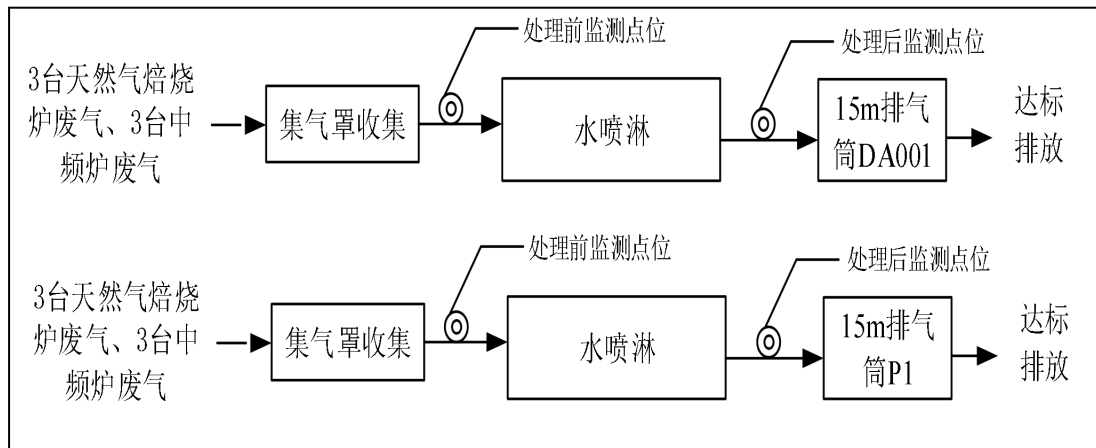 处理前监测点位
处理后监测点位
3台天然气焙烧
炉废气、3台中
频炉废气
集气罩收集
水喷淋
15m排气
筒DA001
达标
排放
处理前监测点位
处理后监测点位
3台天然气焙烧
炉废气、3台中
频炉废气
集气罩收集
水喷淋
15m排气
筒P1
达标
排放